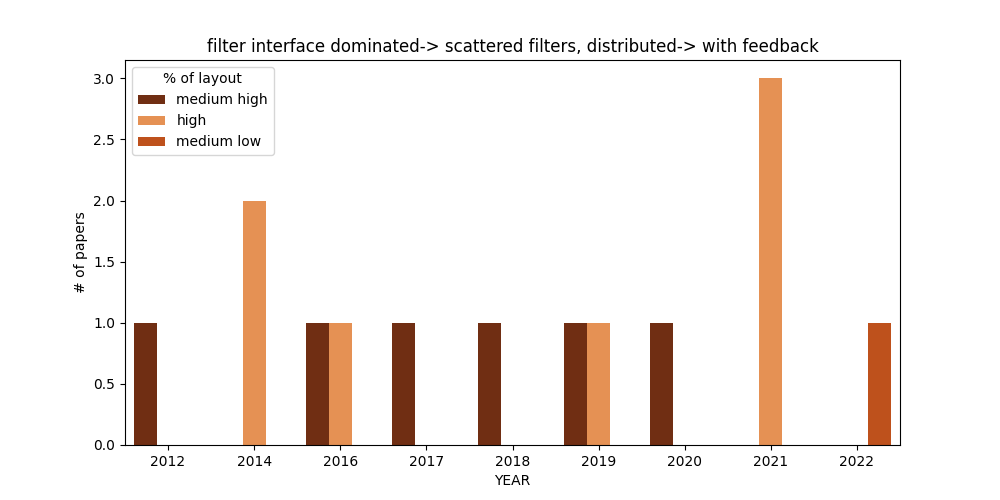 filter interface dominated-> scattered filters, distributed-> with feedback
% of layout
medium high
high
medium low
3.0
2.5
2.0
1.5
1.0
0.5
0.0
# of papers
2012 2014 2016 2017 2018 2019 2020 2021 2022
YEAR